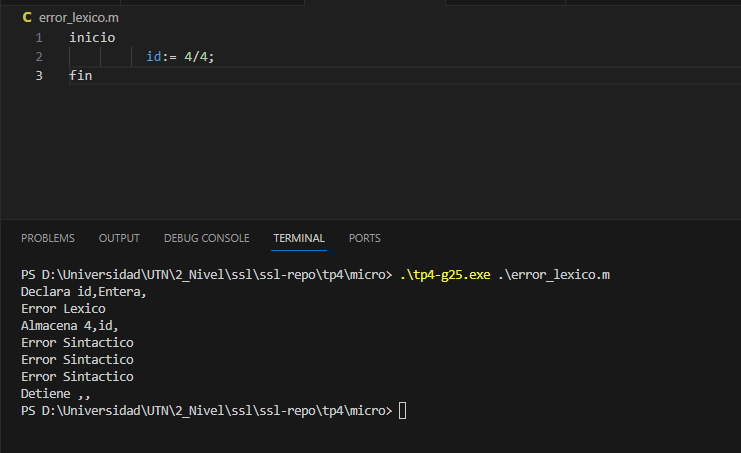 C error_lexico.m
1 inicio
2 id:= 4/4;
3 fin
PROBLEMS OUTPUT DEBUG CONSOLE TERMINAL PORTS
PS D:\Universidad\UTN\2_Nivel\ssl\ssl-repo\tp4\micro> .\tp4-g25.exe .\error_lexico.m
Declara id,Entera,
Error Lexico
Almacena 4,id,
Error Sintactico
Error Sintactico
Error Sintactico
Detiene ,,
PS D:\Universidad\UTN\2_Nivel\ssl\ssl-repo\tp4\micro>